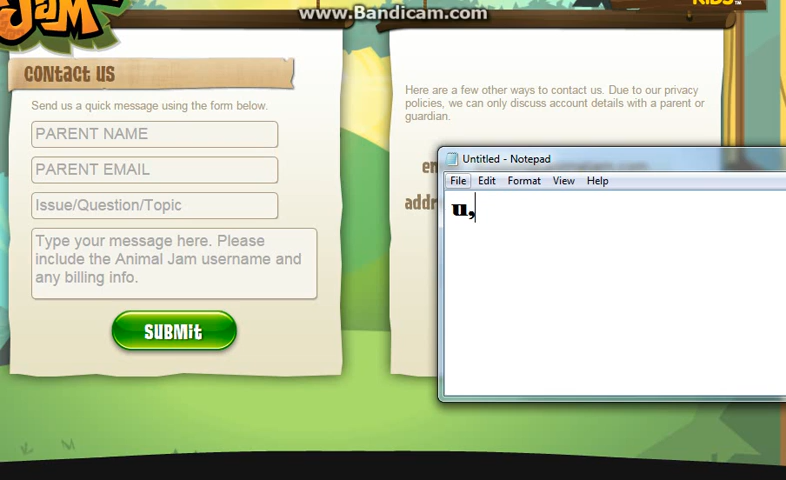 www.Bandicam.com
JAM
KIDS™
CONTACT US
Send us a quick message using the form below.
PARENT NAME
PARENT EMAIL
Issue/Question/Topic
Type your message here. Please
include the Animal Jam username and
any billing info.
SUBMIT
Here are a few other ways to contact us. Due to our privacy
policies, we can only discuss account details with a parent or
guardian.
Untitled - Notepad
File Edit Format View Help
u,